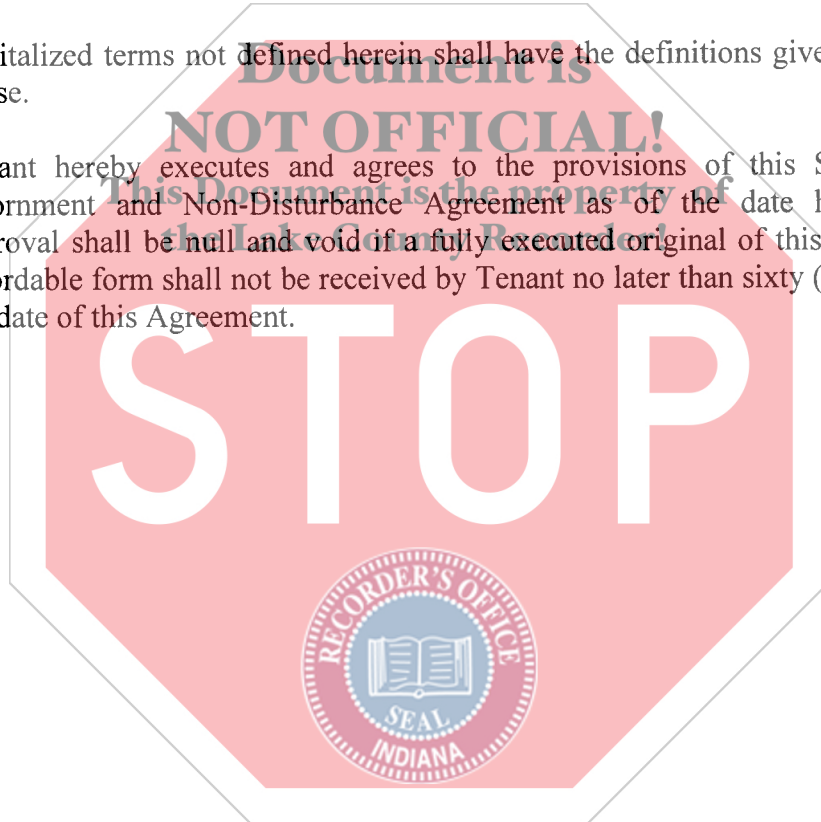 italized terms not defined herein shall have the definitions give
se.
ant hereby executes and agrees to the provisions of this S
ornment and Non-Disturbance Agreement as of the date h
roval shall be null and void if a fully executed original of this
ordable form shall not be received by Tenant no later than sixty (
date of this Agreement.
Document is
NOT OFFICIAL!
This Document is the property of
the Lake County Recorder!
STOP
RECORDER'S OFFICE
SEAL
INDIANA